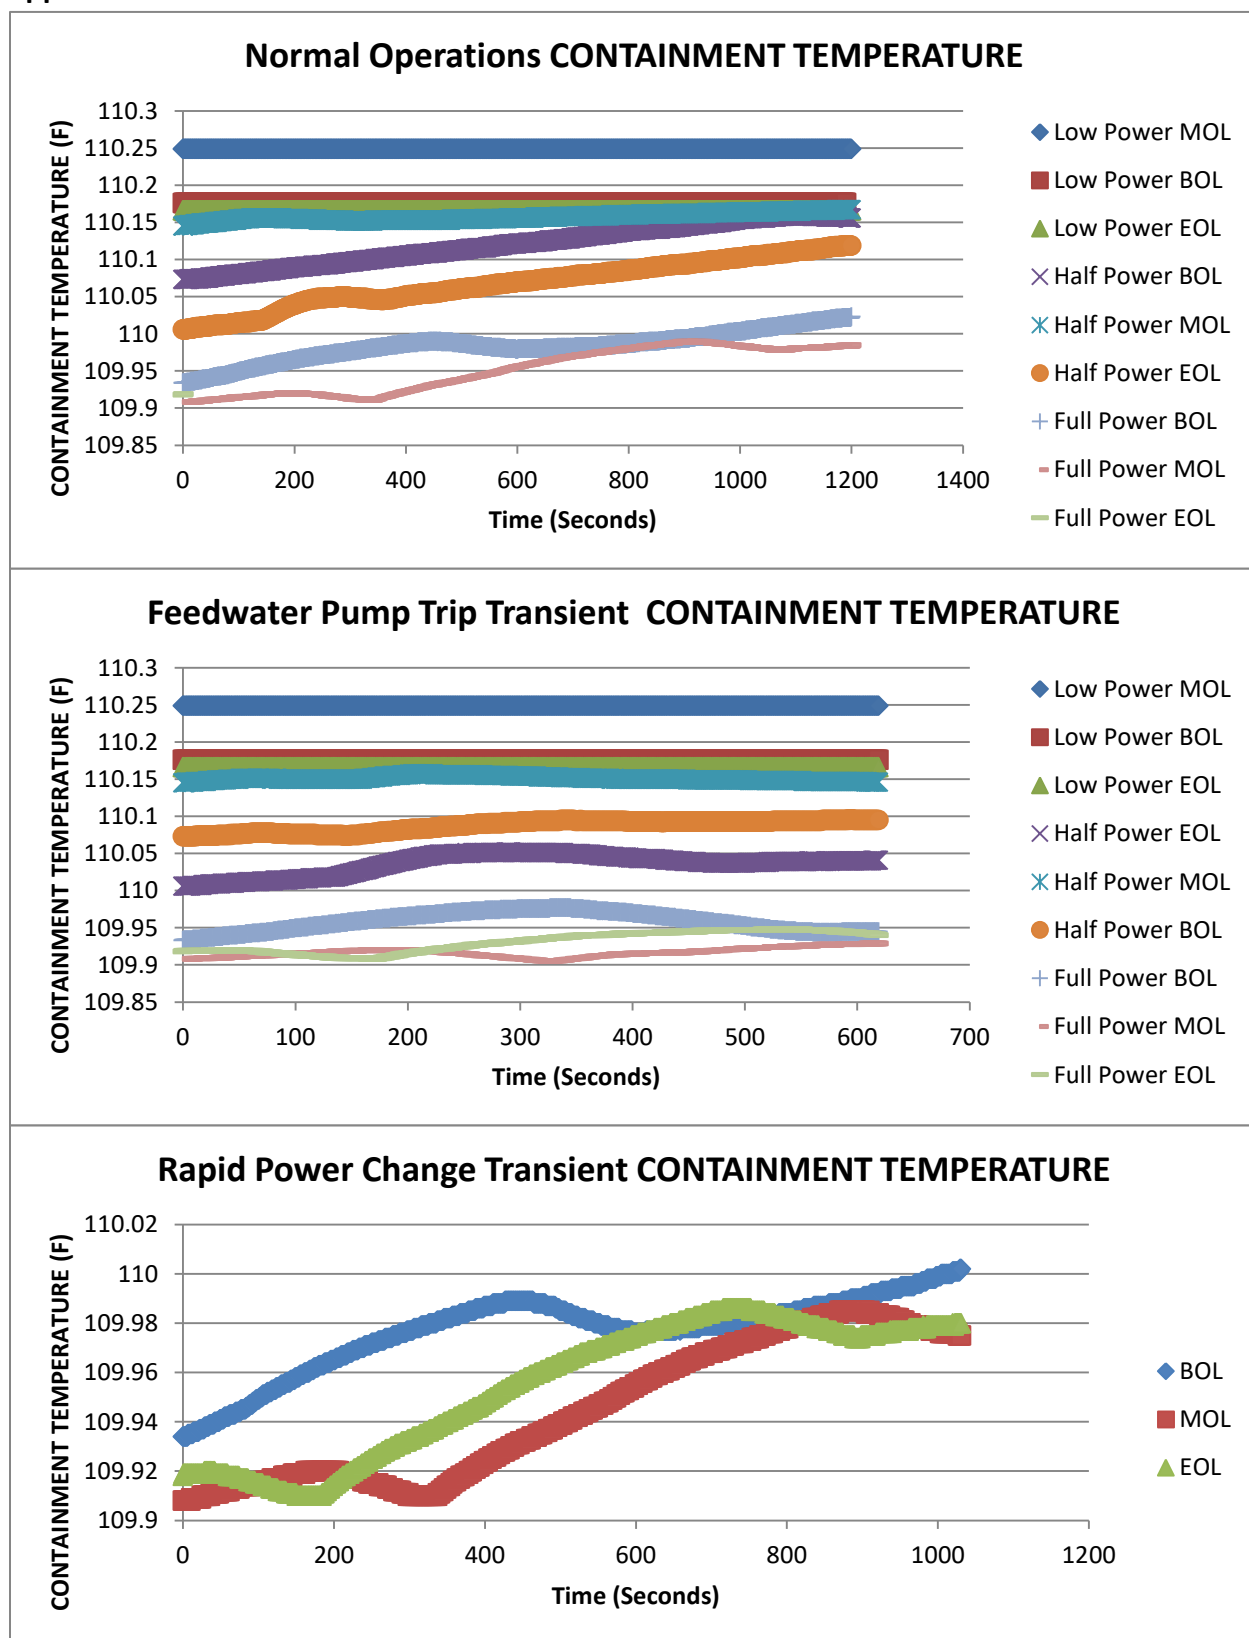 Normal Operations CONTAINMENT TEMPERATURE
CONTAINMENT TEMPERATURE (F)
110.3
110.25
110.2
110.15
110.1
110.05
110
109.95
109.9
109.85
0 200 400 600 800 1000 1200 1400
Time (Seconds)
Low Power MOL
Low Power BOL
Low Power EOL
Half Power BOL
Half Power MOL
Half Power EOL
Full Power BOL
Full Power MOL
Full Power EOL
Feedwater Pump Trip Transient CONTAINMENT TEMPERATURE
CONTAINMENT TEMPERATURE (F)
110.3
110.25
110.2
110.15
110.1
110.05
110
109.95
109.9
109.85
0 100 200 300 400 500 600 700
Time (Seconds)
Low Power MOL
Low Power BOL
Low Power EOL
Half Power EOL
Half Power MOL
Half Power BOL
Full Power BOL
Full Power MOL
Full Power EOL
Rapid Power Change Transient CONTAINMENT TEMPERATURE
CONTAINMENT TEMPERATURE (F)
110.02
110
109.98
109.96
109.94
109.92
109.9
0 200 400 600 800 1000 1200
Time (Seconds)
BOL
MOL
EOL